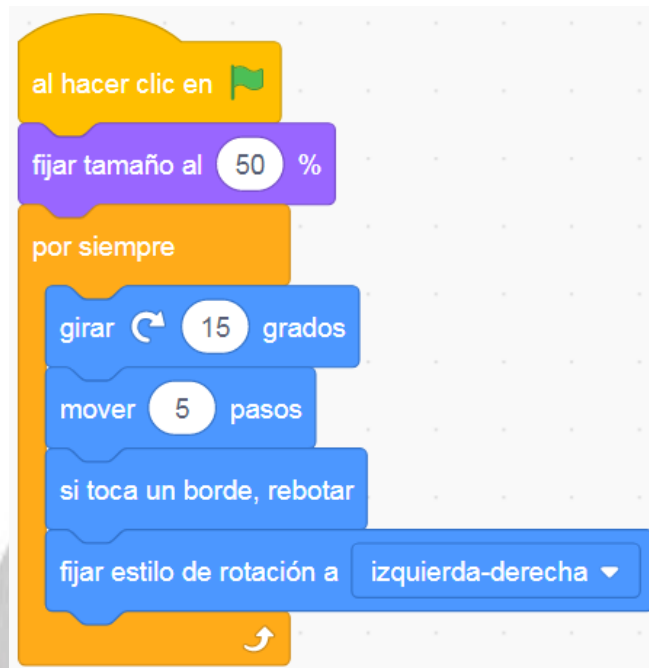 al hacer clic en
fijar tamaño al 50 %
por siempre
girar 15 grados
mover 5 pasos
si toca un borde, rebotar
fijar estilo de rotación a izquierda-derecha